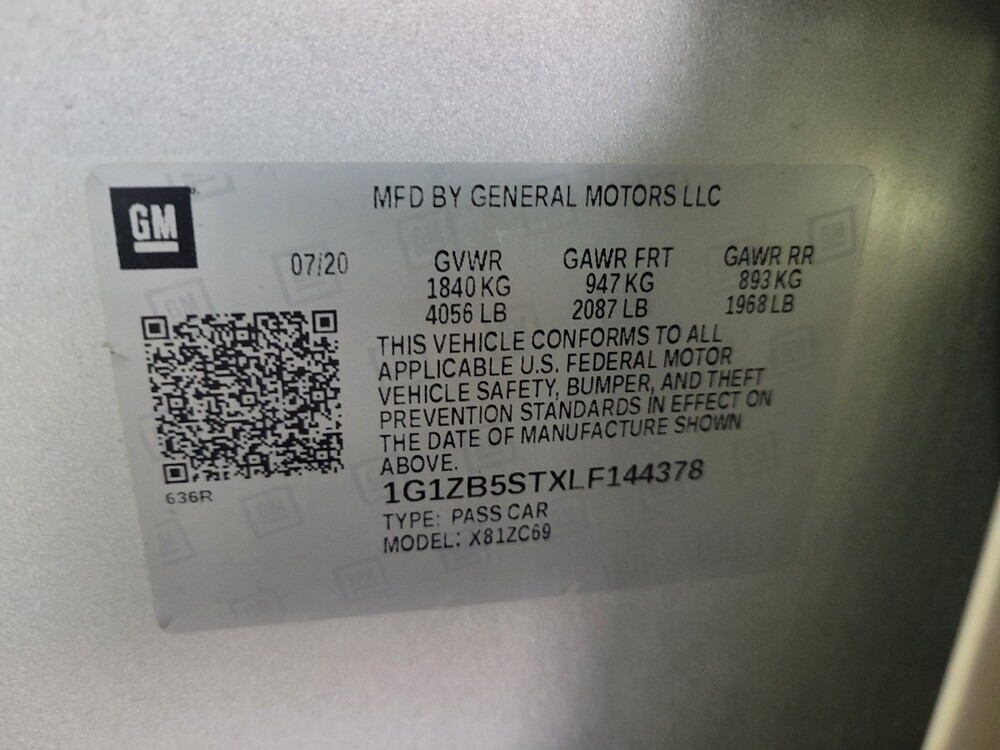 GM
MFD BY GENERAL MOTORS LLC
07/20 GVWR GAWR FRT GAWR RR
1840 KG 947 KG 893 KG
4056 LB 2087 LB 1968 LB
THIS VEHICLE CONFORMS TO ALL
APPLICABLE U.S. FEDERAL MOTOR
VEHICLE SAFETY, BUMPER, AND THEFT
PREVENTION STANDARDS IN EFFECT ON
THE DATE OF MANUFACTURE SHOWN
ABOVE.
636R
1G1ZB5STXLF144378
TYPE: PASS CAR
MODEL: X81ZC69